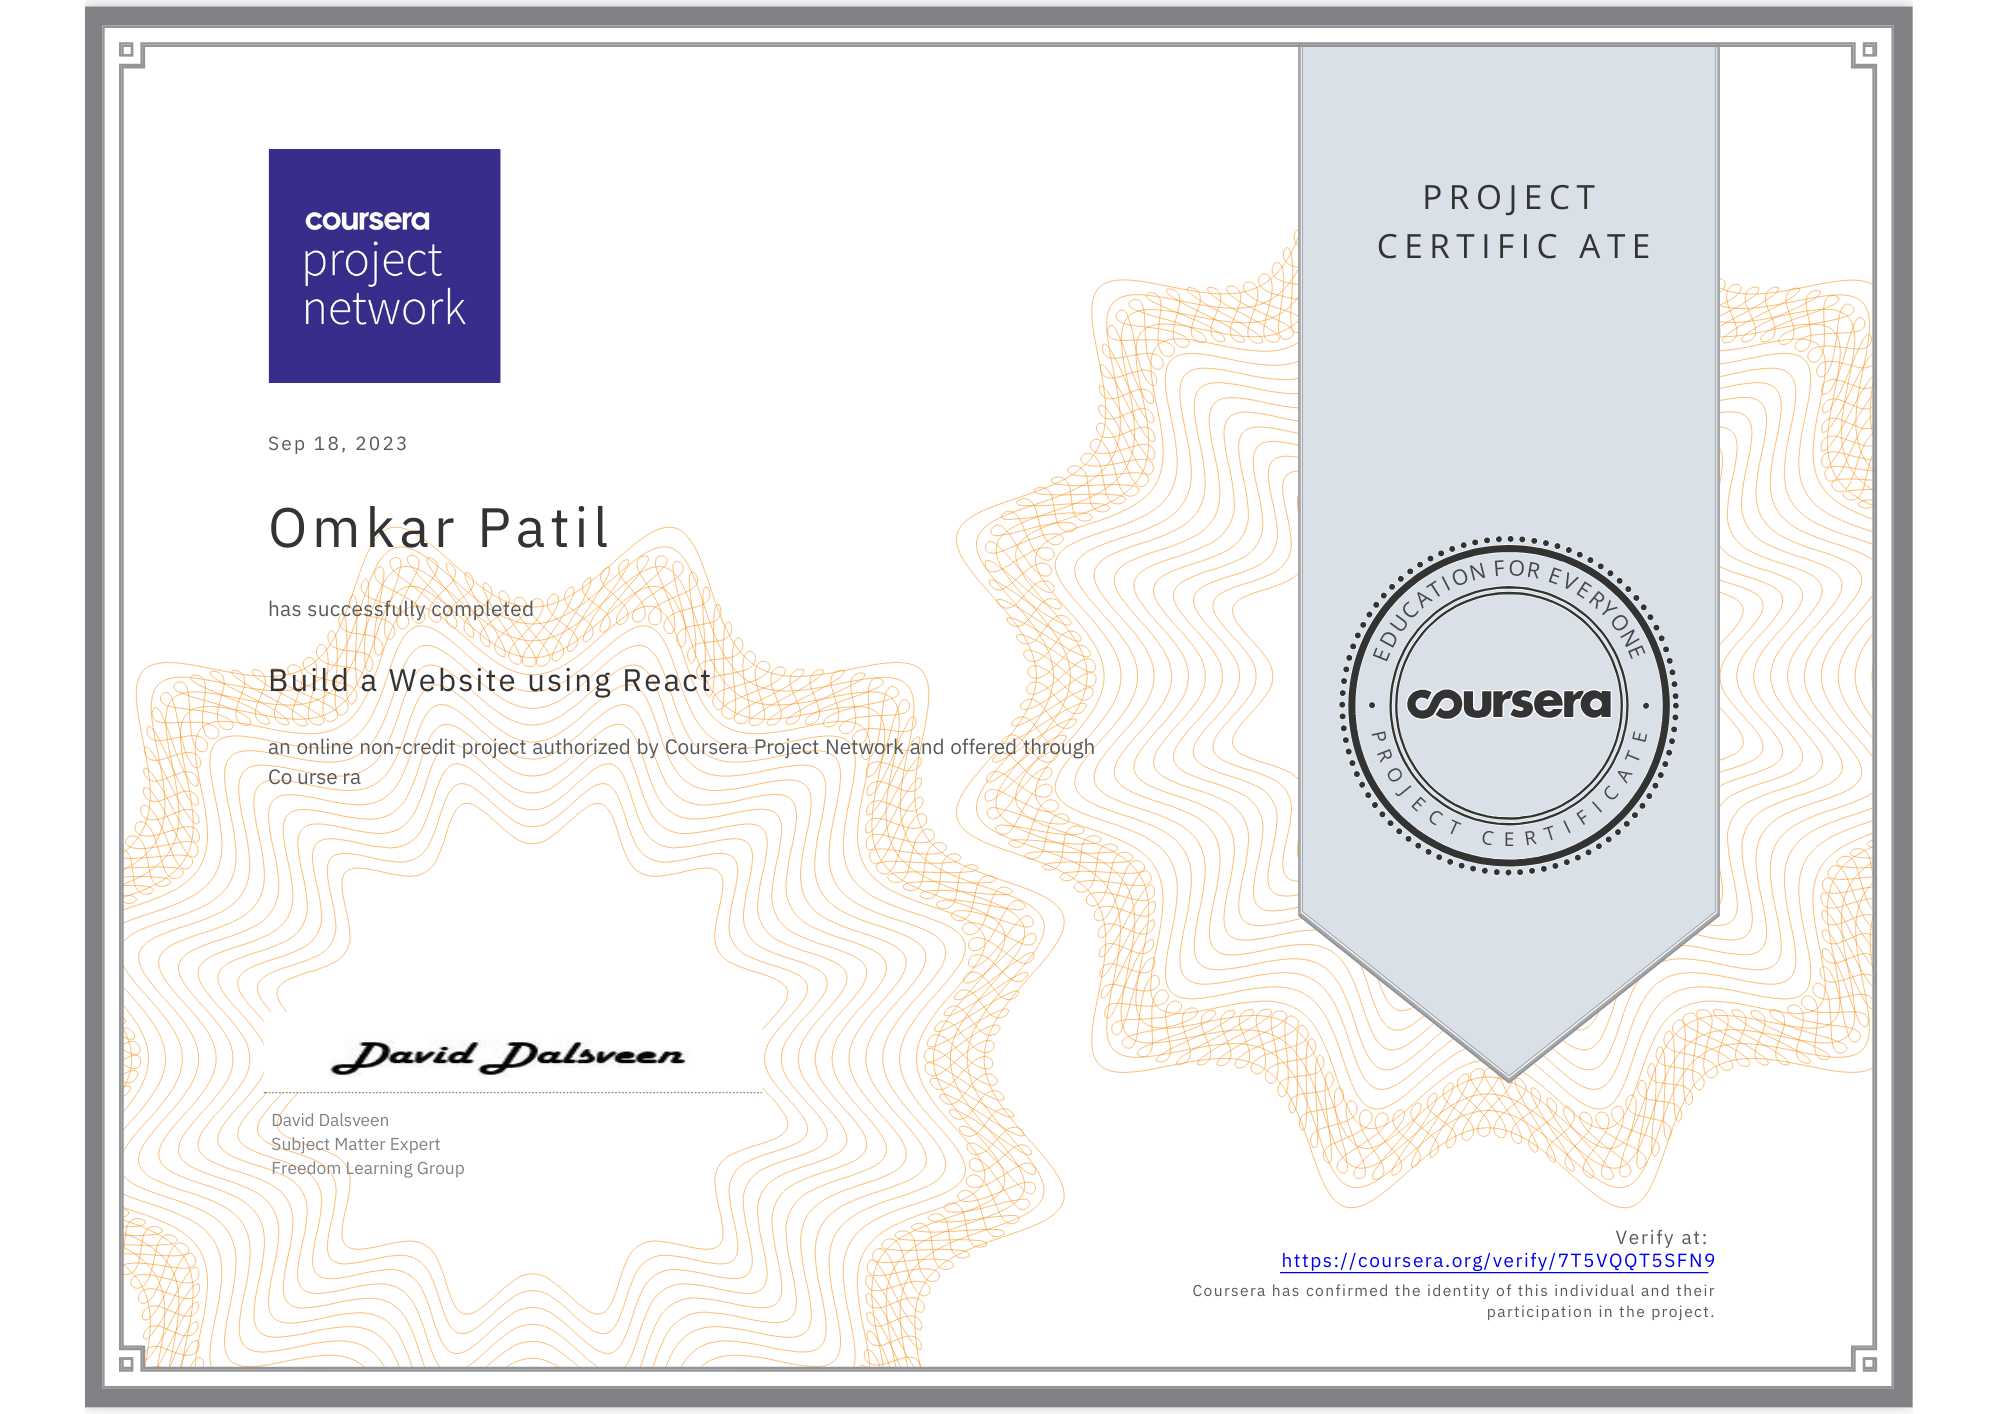 coursera
project
network
PROJECT
CERTIFIC ATE
Sep 18, 2023
Omkar Patil
has successfully completed
Build a Website using React
an online non-credit project authorized by Coursera Project Network and offered through
Co urse ra
EDUCATION FOR EVERYONE
coursera
PROJECT CERTIFICATE
David Dalsveen
David Dalsveen
Subject Matter Expert
Freedom Learning Group
Verify at:
https://coursera.org/verify/7T5VQQT5SFN9
Coursera has confirmed the identity of this individual and their
participation in the project.